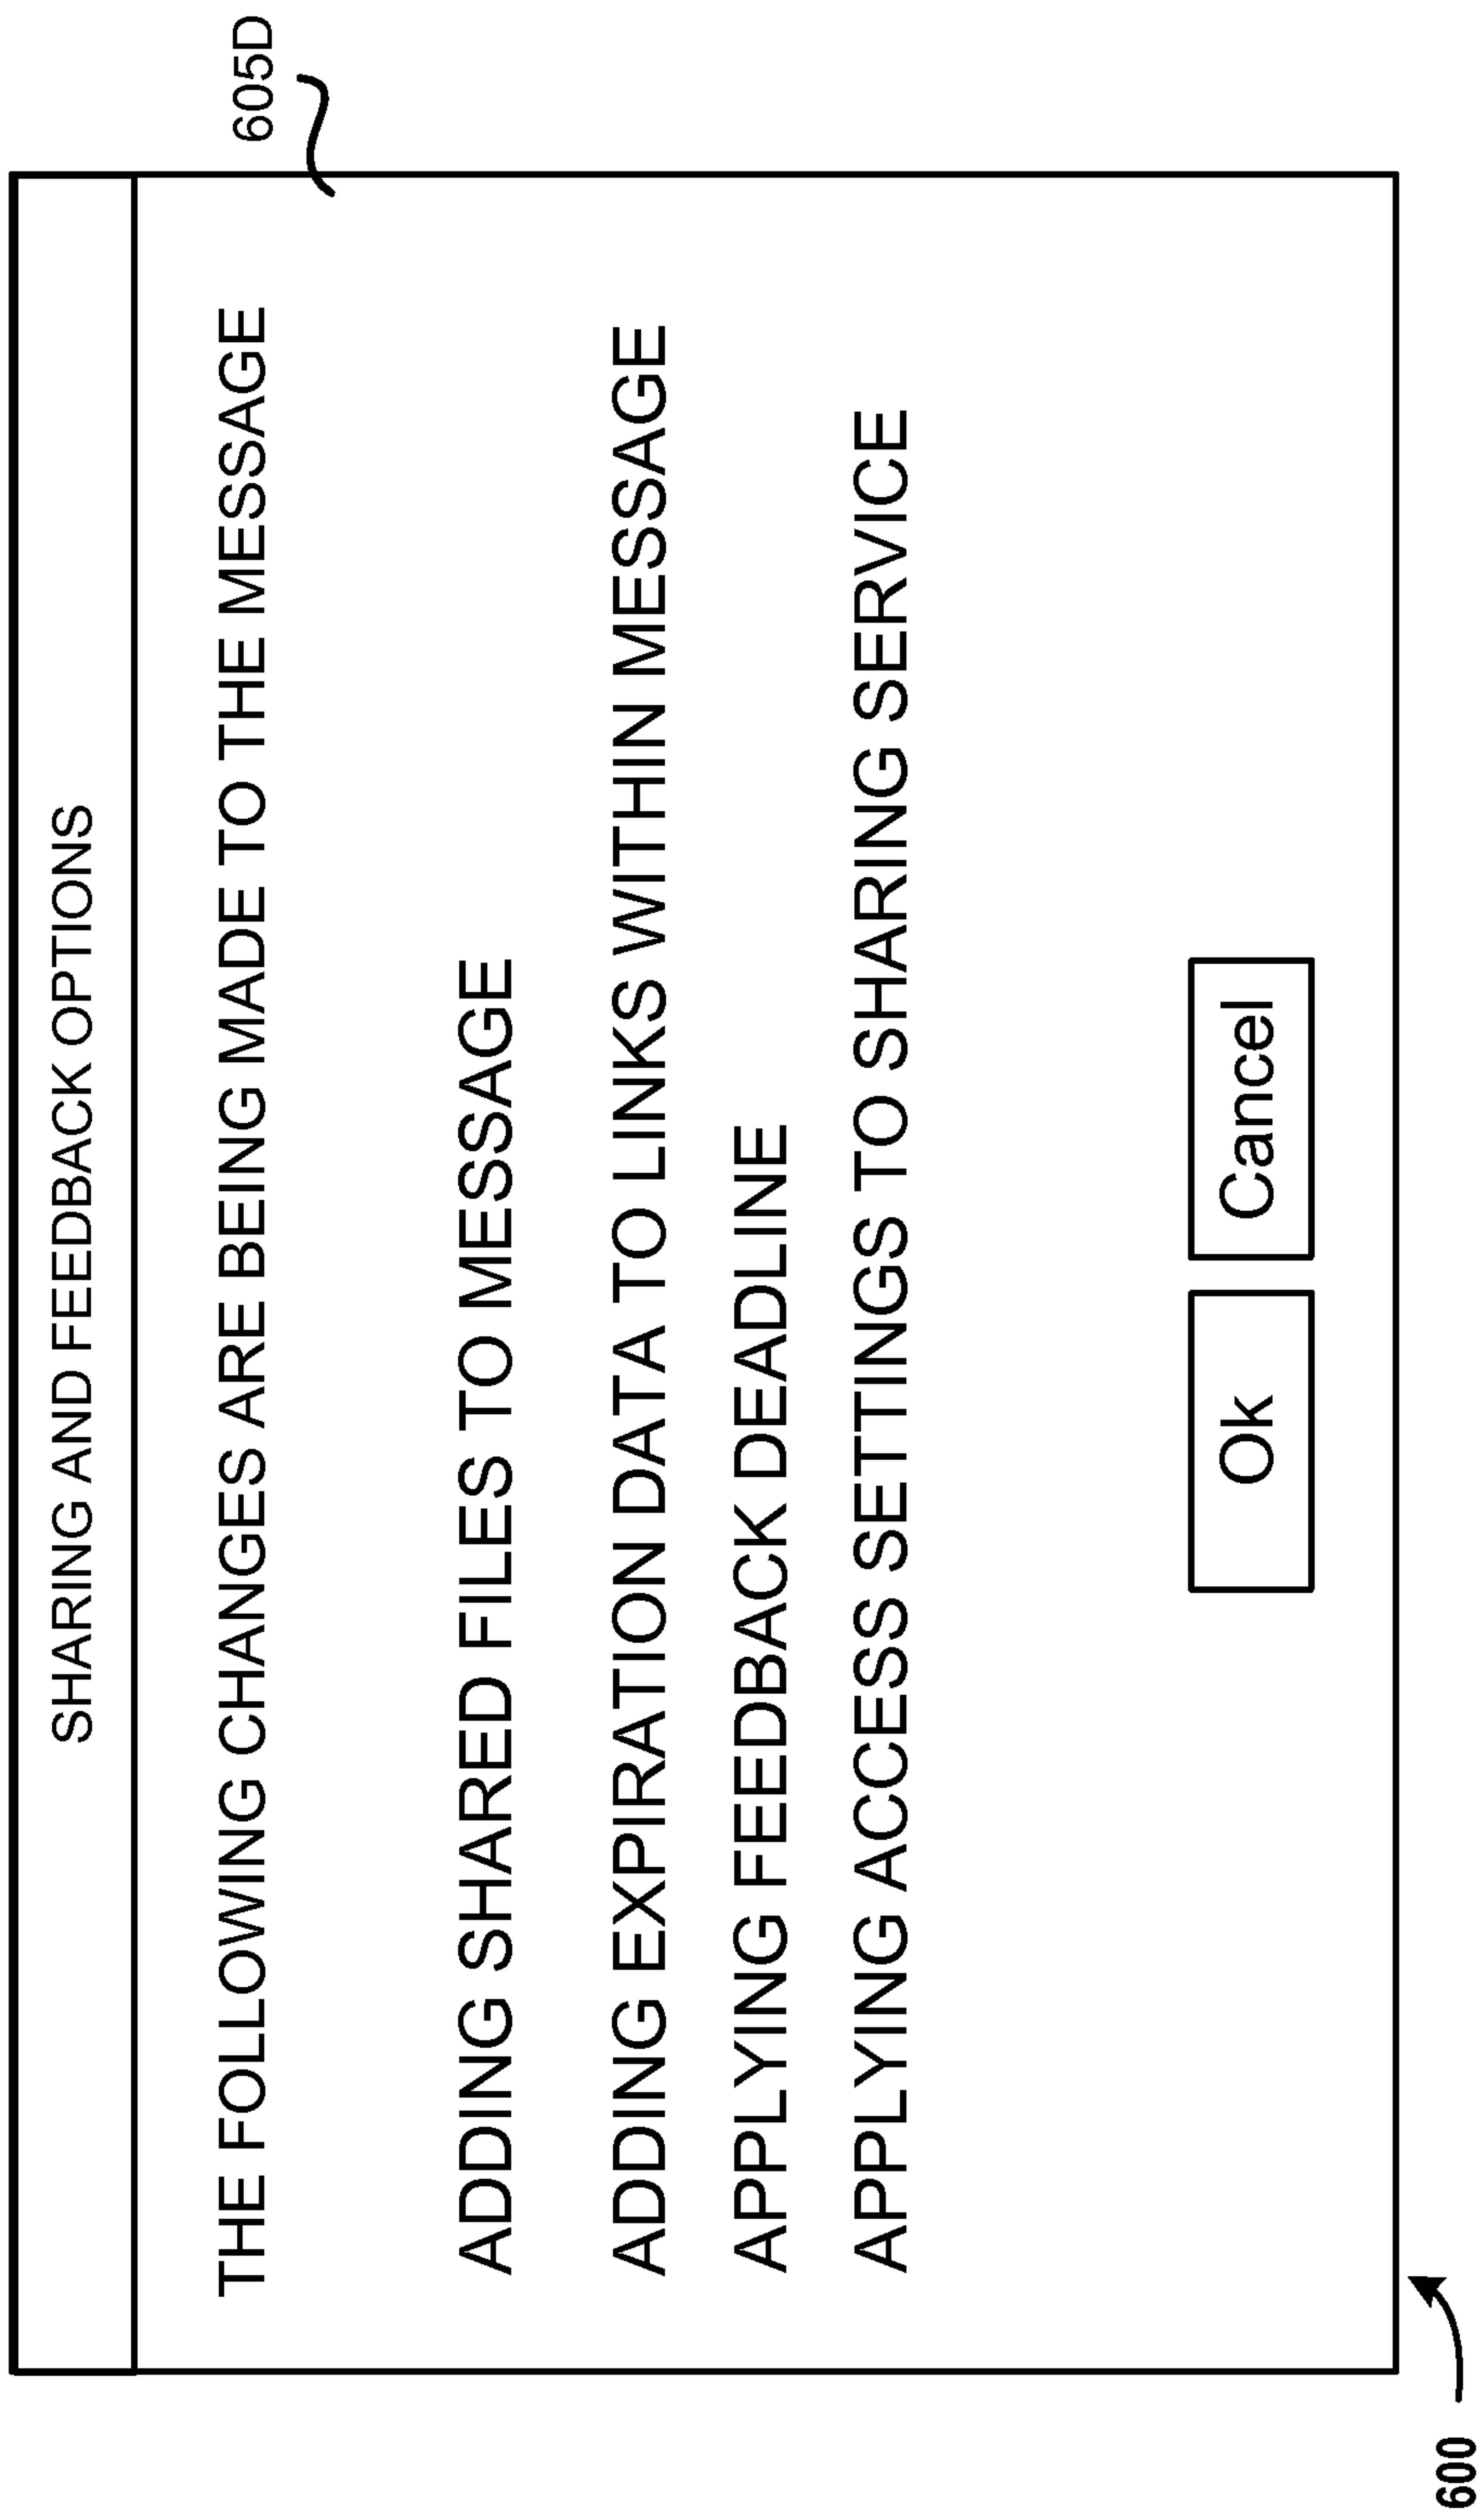 605D
SHARING AND FEEDBACK OPTIONS
THE FOLLOWING CHANGES ARE BEING MADE TO THE MESSAGE
ADDING SHARED FILES TO MESSAGE
ADDING EXPIRATION DATA TO LINKS WITHIN MESSAGE
APPLYING FEEDBACK DEADLINE
APPLYING ACCESS SETTINGS TO SHARING SERVICE
Ok
Cancel
600